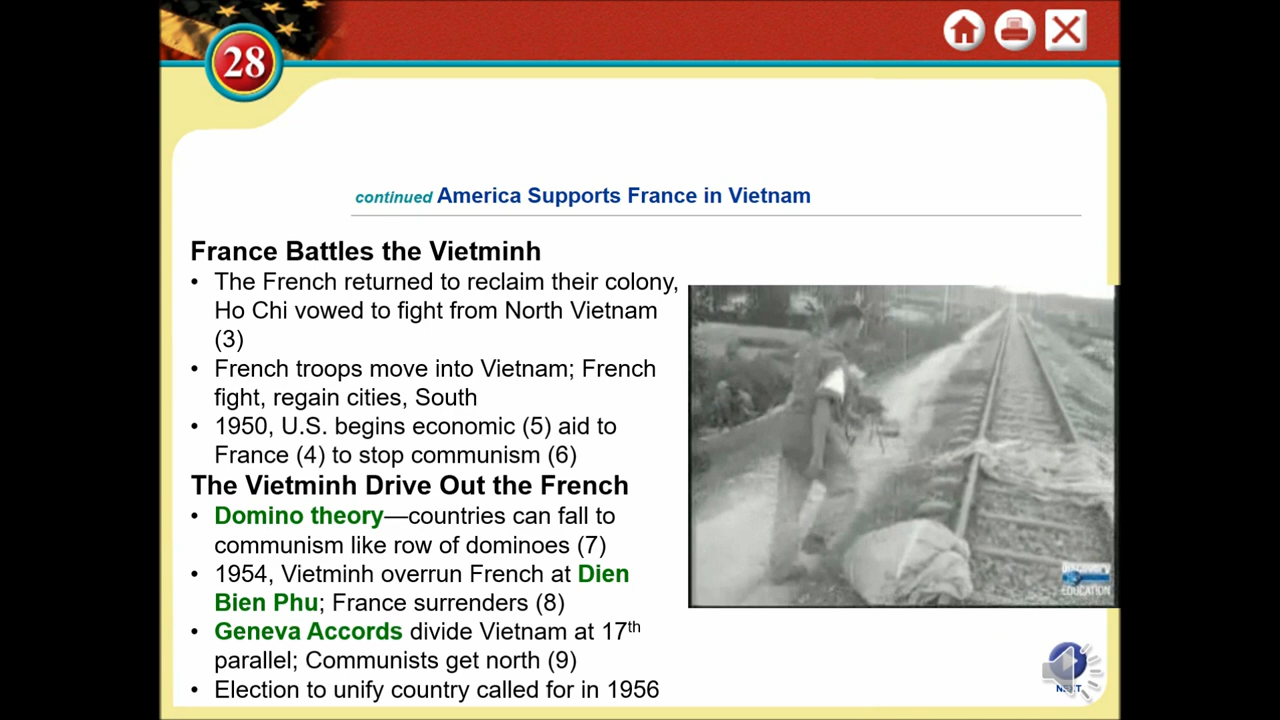 28
continued America Supports France in Vietnam
France Battles the Vietminh
• The French returned to reclaim their colony,
Ho Chi vowed to fight from North Vietnam
(3)
• French troops move into Vietnam; French
fight, regain cities, South
• 1950, U.S. begins economic (5) aid to
France (4) to stop communism (6)
The Vietminh Drive Out the French
• Domino theory—countries can fall to
communism like row of dominoes (7)
• 1954, Vietminh overrun French at Dien
Bien Phu; France surrenders (8)
• Geneva Accords divide Vietnam at 17th
parallel; Communists get north (9)
• Election to unify country called for in 1956
DISCOVERY
EDUCATION
NEXT